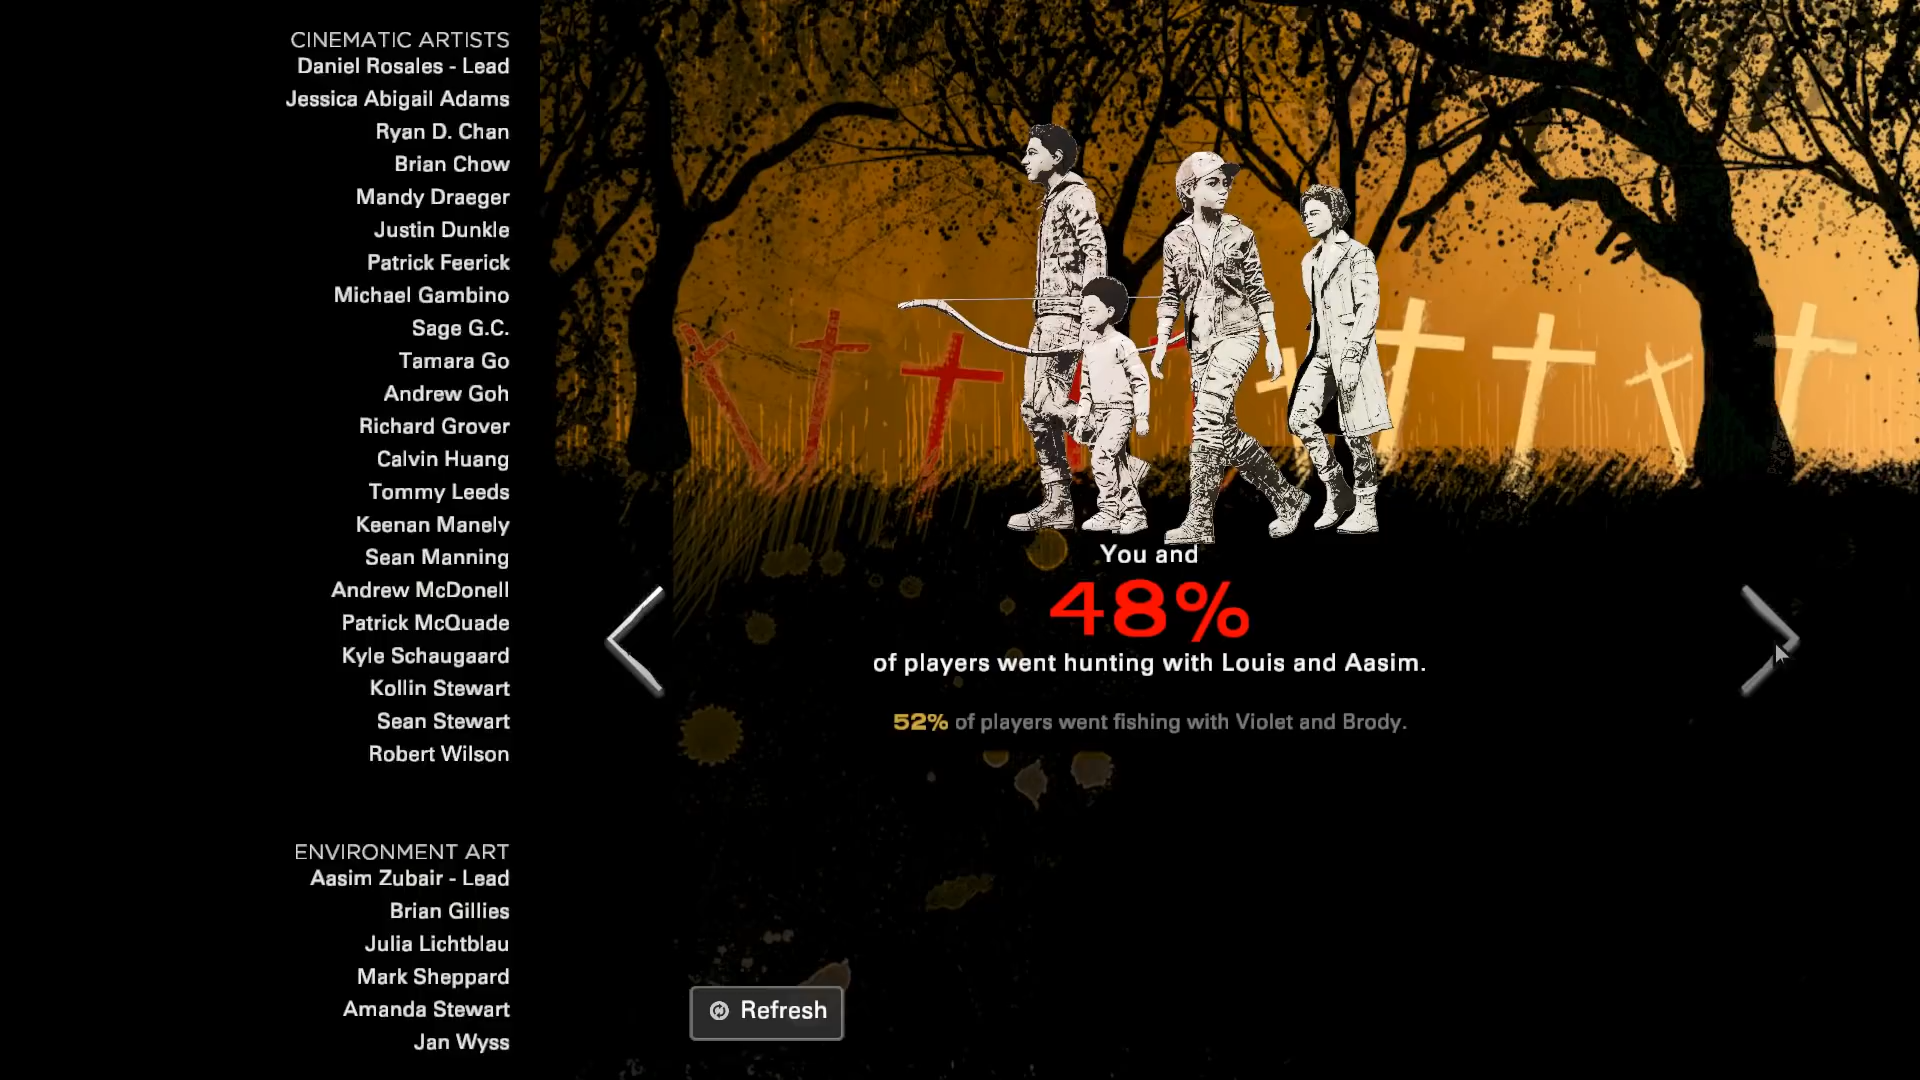 CINEMATIC ARTISTS
Daniel Rosales - Lead
Jessica Abigail Adams
Ryan D. Chan
Brian Chow
Mandy Draeger
Justin Dunkle
Patrick Feerick
Michael Gambino
Sage G.C.
Tamara Go
Andrew Goh
Richard Grover
Calvin Huang
Tommy Leeds
Keenan Manely
Sean Manning
Andrew McDonell
Patrick McQuade
Kyle Schaugaard
Kollin Stewart
Sean Stewart
Robert Wilson
ENVIRONMENT ART
Aasim Zubair - Lead
Brian Gillies
Julia Lichtblau
Mark Sheppard
Amanda Stewart
Jan Wyss
You and
48%
of players went hunting with Louis and Aasim.
52% of players went fishing with Violet and Brody.
Refresh